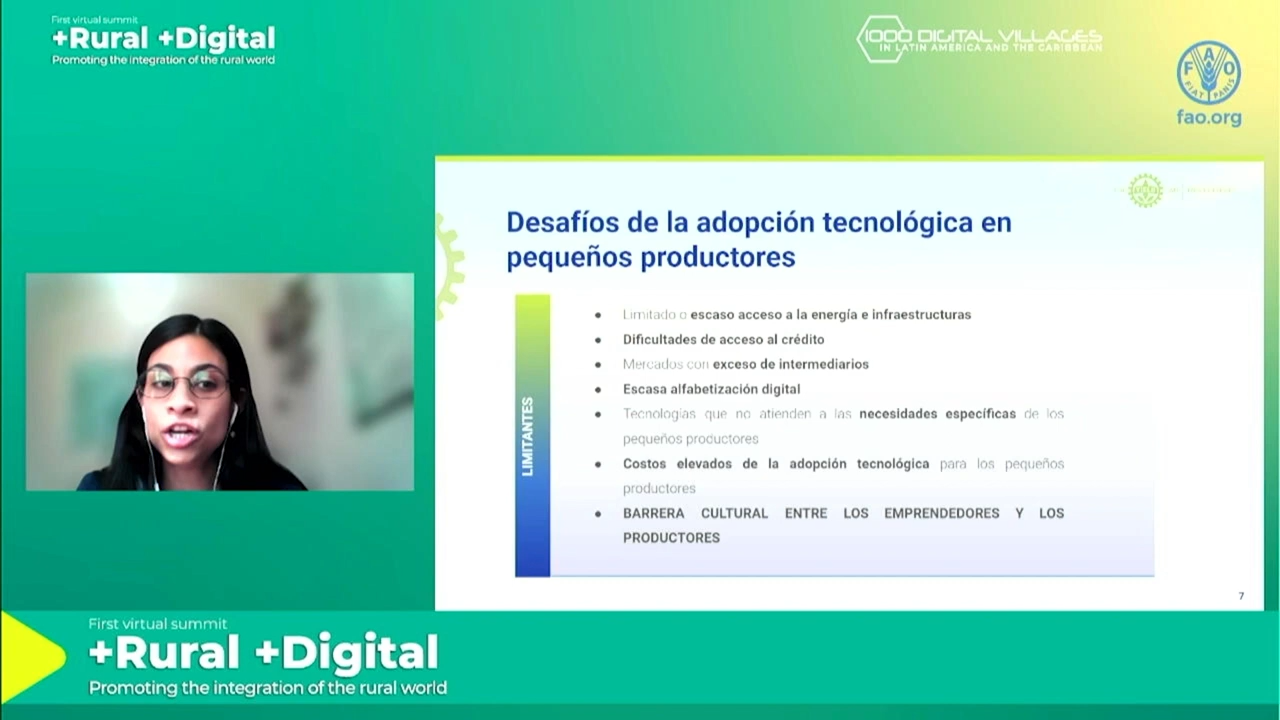 First virtual summit
+Rural +Digital
Promoting the integration of the rural world
1000 DIGITAL VILLAGES
IN LATIN AMERICA AND THE CARIBBEAN
F A O
FIAT PANIS
fao.org
Desafíos de la adopción tecnológica en
pequeños productores
LIMITANTES
● Limitado o escaso acceso a la energía e infraestructuras
● Dificultades de acceso al crédito
● Mercados con exceso de intermediarios
● Escasa alfabetización digital
● Tecnologías que no atienden a las necesidades específicas de los
pequeños productores
● Costos elevados de la adopción tecnológica para los pequeños
productores
● BARRERA CULTURAL ENTRE LOS EMPRENDEDORES Y LOS
PRODUCTORES
7
First virtual summit
+Rural +Digital
Promoting the integration of the rural world